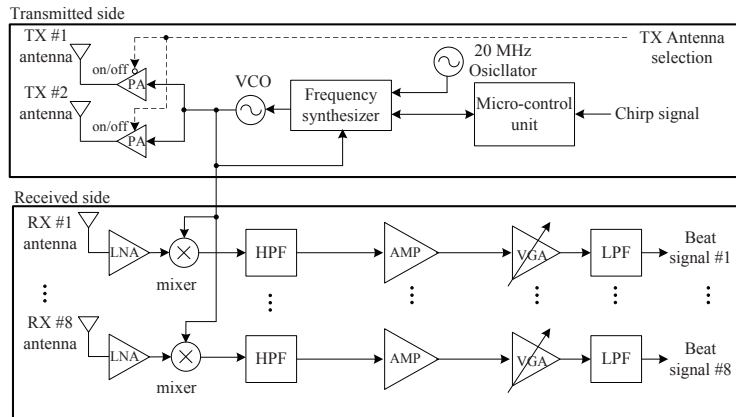 Transmitted side
TX #1
antenna
on/off
PA
TX #2
antenna
on/off
PA
VCO
Frequency
synthesizer
20 MHz
Osicllator
Micro-control
unit
TX Antenna
selection
Chirp signal
Received side
RX #1
antenna
LNA
mixer
HPF
AMP
VGA
LPF
Beat
signal #1
RX #8
antenna
LNA
mixer
HPF
AMP
VGA
LPF
Beat
signal #8